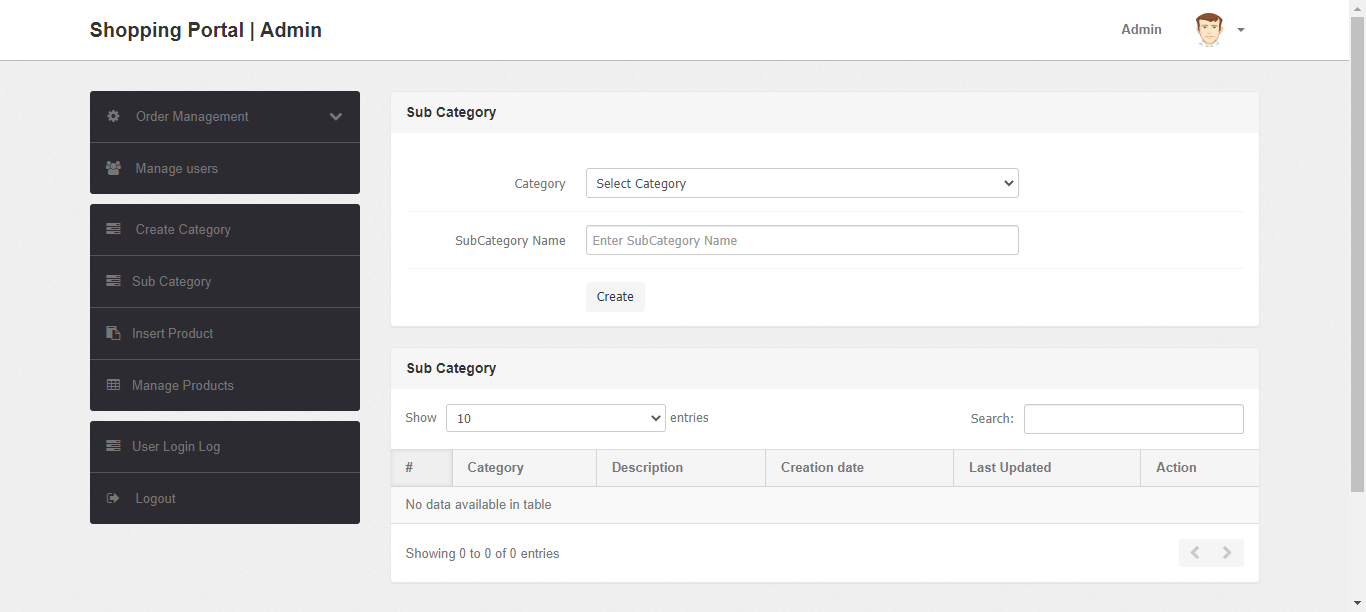 Shopping Portal | Admin
Admin
Order Management
Manage users
Create Category
Sub Category
Insert Product
Manage Products
User Login Log
Logout
Sub Category
Category Select Category
SubCategory Name Enter SubCategory Name
Create
Sub Category
Show 10 entries Search:
# Category Description Creation date Last Updated Action
No data available in table
Showing 0 to 0 of 0 entries